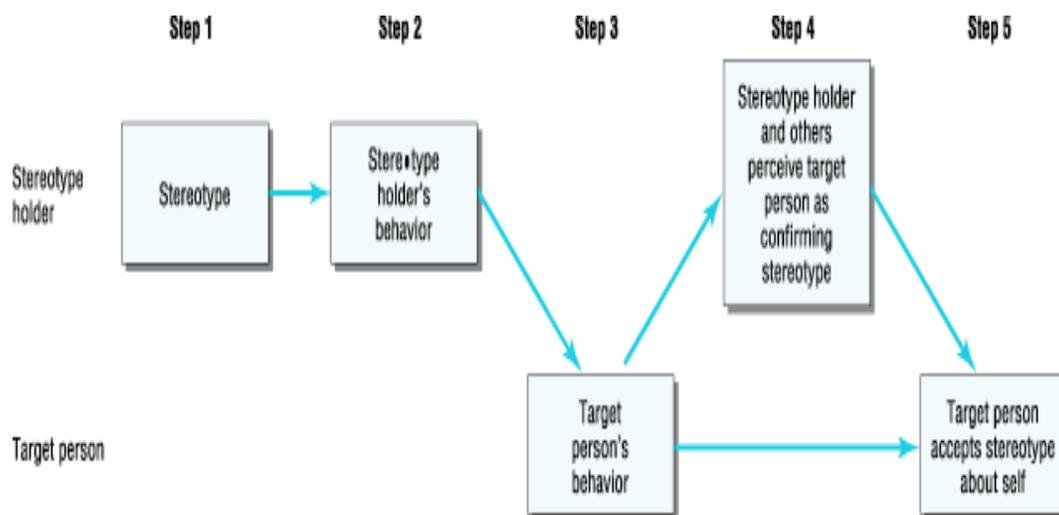 Step 1
Step 2
Step 3
Step 4
Step 5
Stereotype
holder
Stereotype
Stere•type
holder's
behavior
Stereotype holder
and others
perceive target
person as
confirming
stereotype
Target person
Target
person's
behavior
Target person
accepts stereotype
about self